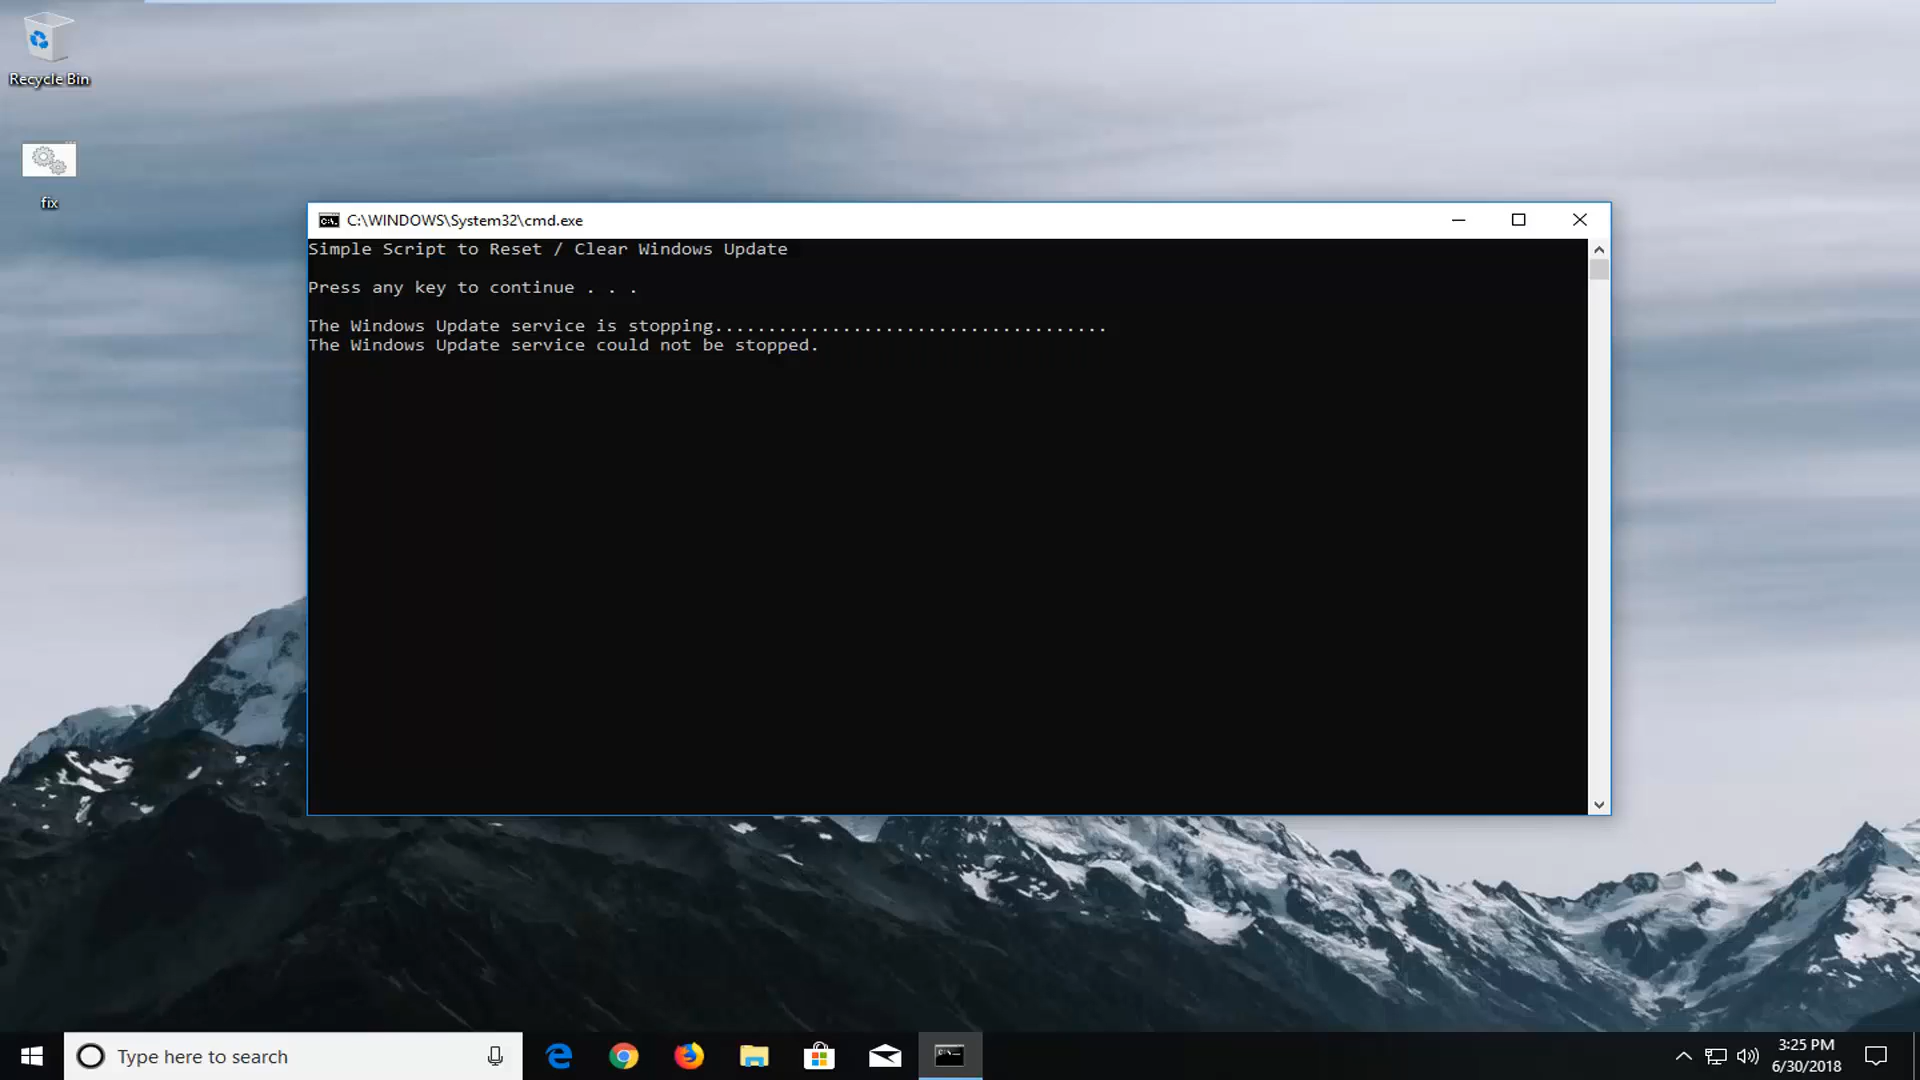 Recycle Bin
fix
C:\WINDOWS\System32\cmd.exe
Simple Script to Reset / Clear Windows Update
Press any key to continue . . .
The Windows Update service is stopping.....................................
The Windows Update service could not be stopped.
Type here to search
3:25 PM
6/30/2018